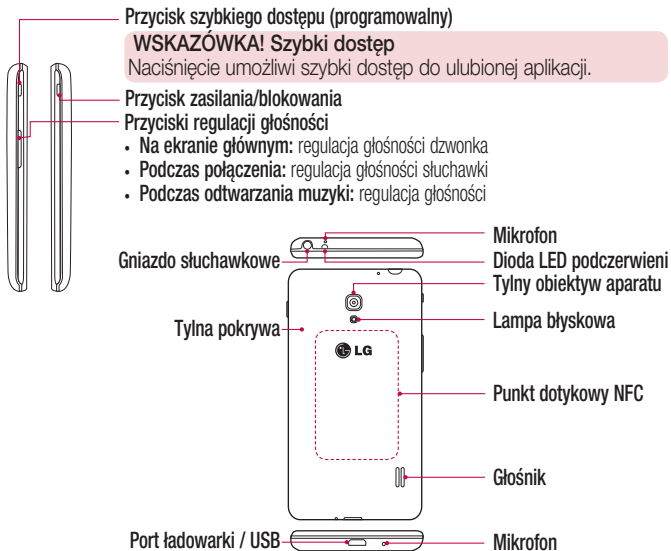 Przycisk szybkiego dostępu (programowalny)
WSKAZÓWKA! Szybki dostęp
Naciśnięcie umożliwi szybki dostęp do ulubionej aplikacji.
Przycisk zasilania/blokowania
Przyciski regulacji głośności
• Na ekranie głównym: regulacja głośności dzwonka
• Podczas połączenia: regulacja głośności słuchawki
• Podczas odtwarzania muzyki: regulacja głośności
Mikrofon
Gniazdo słuchawkowe
Dioda LED podczerwieni
Tylny obiektyw aparatu
Tylna pokrywa
Lampa błyskowa
LG
Punkt dotykowy NFC
Głośnik
Port ładowarki / USB
Mikrofon